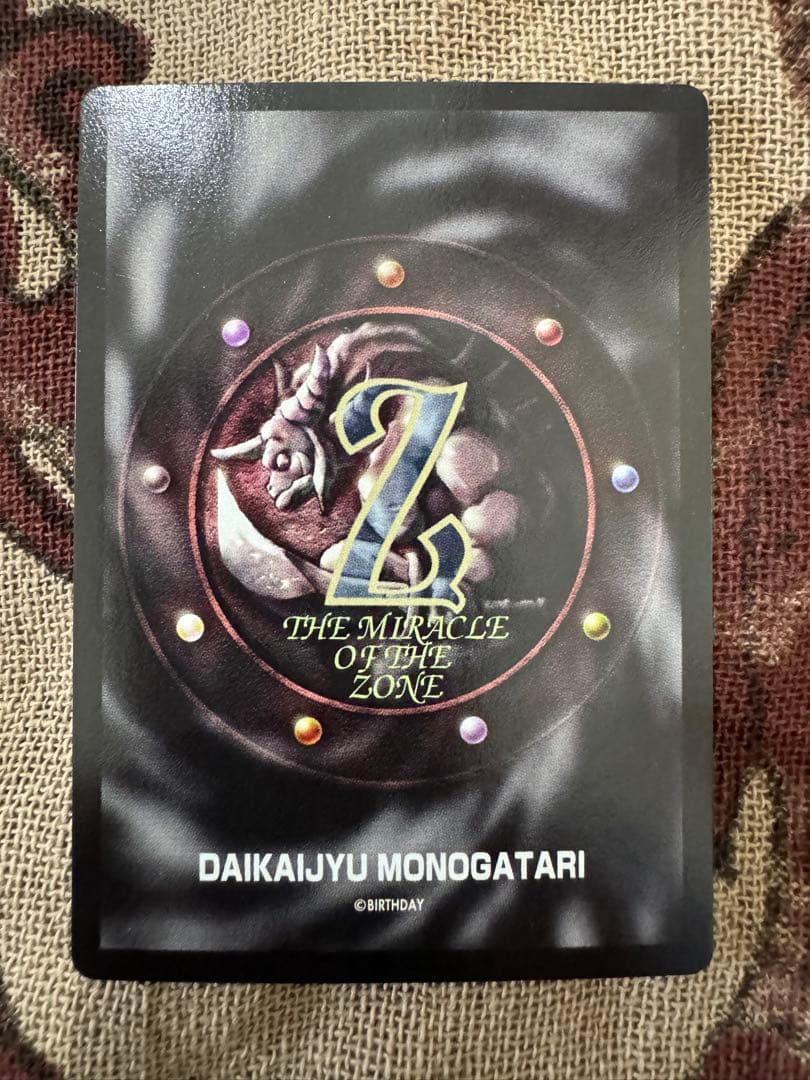 Z
THE MIRACLE
OF THE
ZONE
DAIKAIJYU MONOGATARI
©BIRTHDAY